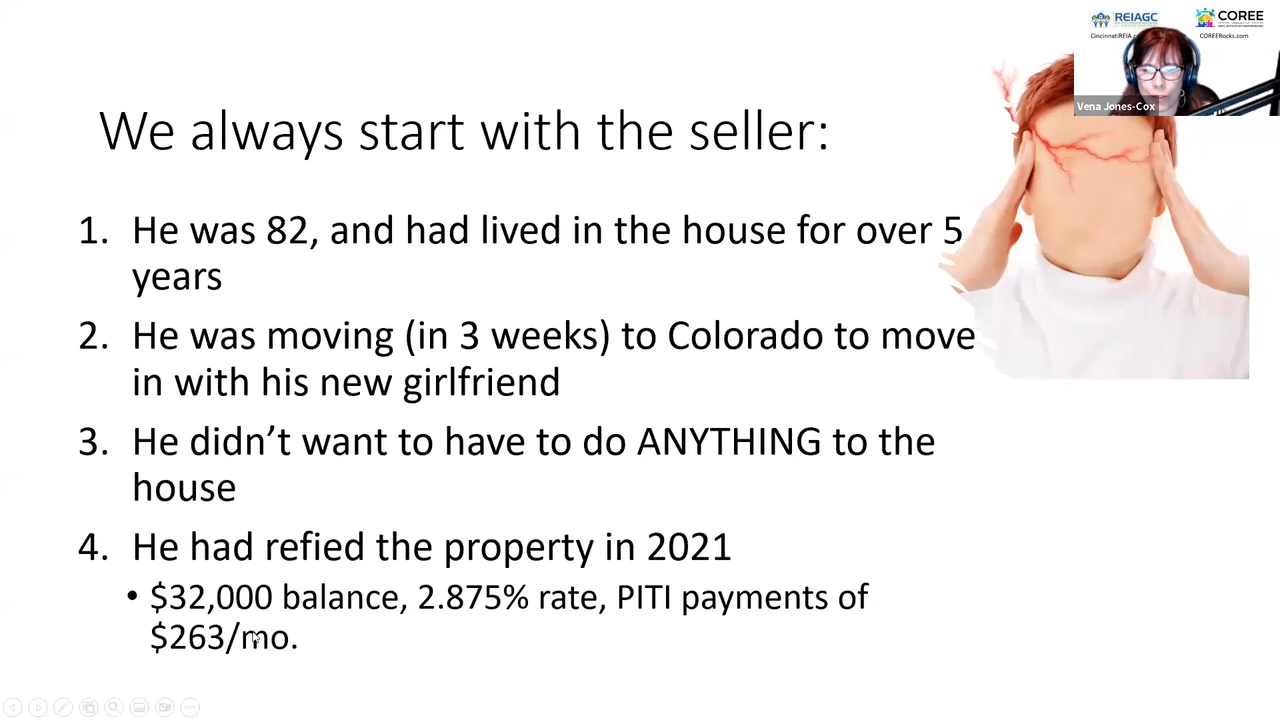 REIAGC
COREE
COREERocks.com
Vena Jones-Cox
We always start with the seller:
1. He was 82, and had lived in the house for over 5
years
2. He was moving (in 3 weeks) to Colorado to move
in with his new girlfriend
3. He didn’t want to have to do ANYTHING to the
house
4. He had refied the property in 2021
• $32,000 balance, 2.875% rate, PITI payments of
$263/mo.